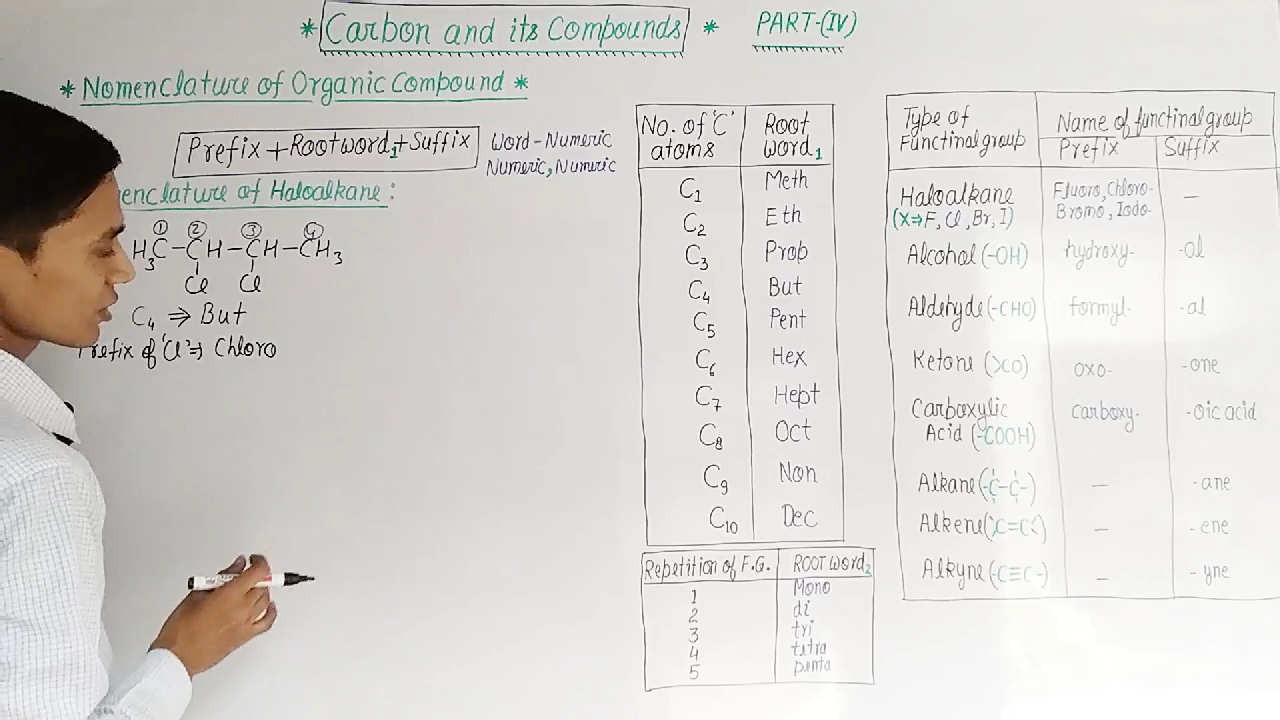 * Carbon and its Compounds * PART-(IV)
* Nomenclature of Organic Compound *
Prefix + Rootword₁ + Suffix
Word-Numeric
Numeric, Numeric
enclature of Haloalkane :
① ② ③ ④
H₃C-CH-CH-CH₃
Cl Cl
C₄ ⇒ But
Prefix of 'Cl' ⇒ Chloro
No. of 'C' atoms | Root word₁
C₁ Meth
C₂ Eth
C₃ Prop
C₄ But
C₅ Pent
C₆ Hex
C₇ Hept
C₈ Oct
C₉ Non
C₁₀ Dec
Repetition of F.G. | ROOT word₂
1 Mono
2 di
3 tri
4 tetra
5 penta
Type of Name of functinal group
Functinal group Prefix Suffix
Haloalkane Fluoro, Chloro- —
(X⇒F, Cl, Br, I) Bromo, Iodo-
Alcohal (-OH) hydroxy- -ol
Aldehyde (-CHO) formyl- -al
Ketone (>CO) oxo- -one
Carboxylic carboxy- -oic acid
Acid (-COOH)
Alkane (-C-C-) — -ane
Alkene (>C=C<) — -ene
Alkyne (-C≡C-) — -yne